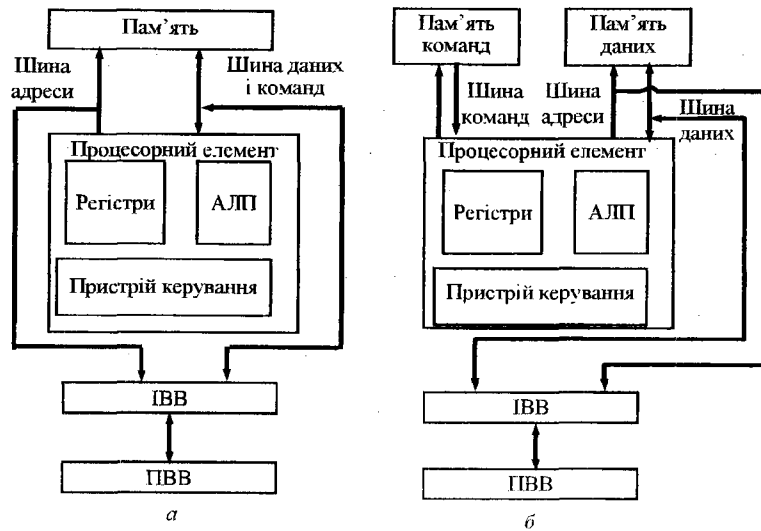 Пам’ять
Шина
адреси
Шина даних
і команд
Процесорний елемент
Регістри
АЛП
Пристрій керування
ІВВ
ПВВ
а
Пам’ять
команд
Пам’ять
даних
Шина
команд
Шина
адреси
Шина
даних
Процесорний елемент
Регістри
АЛП
Пристрій керування
ІВВ
ПВВ
б